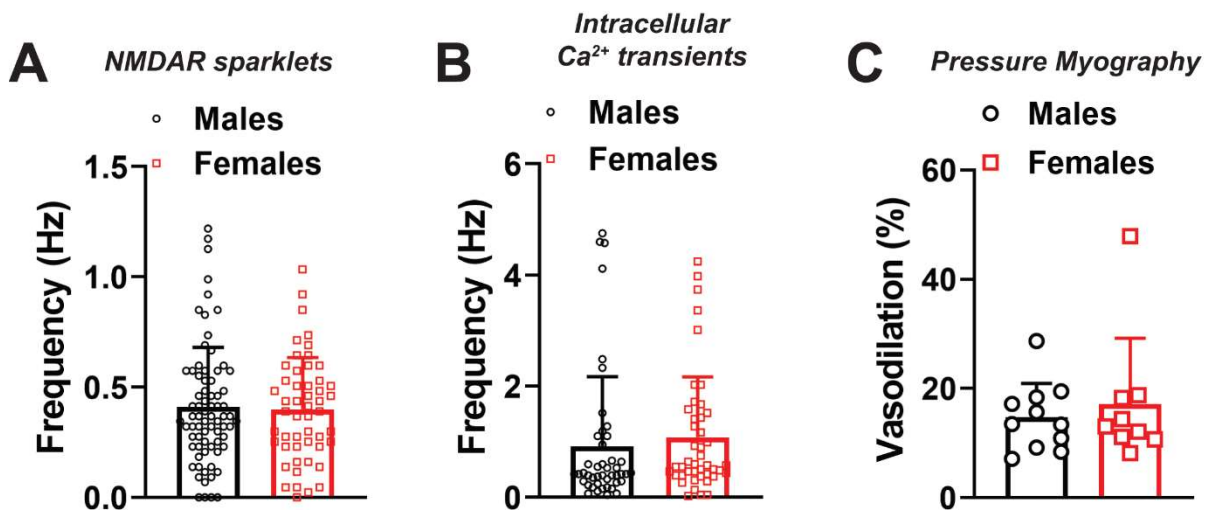 A
NMDAR sparklets
Males
Females
Frequency (Hz)
1.5
1.0
0.5
0.0
B
Intracellular
Ca²⁺ transients
Males
Females
Frequency (Hz)
6
4
2
0
C
Pressure Myography
Males
Females
Vasodilation (%)
60
40
20
0